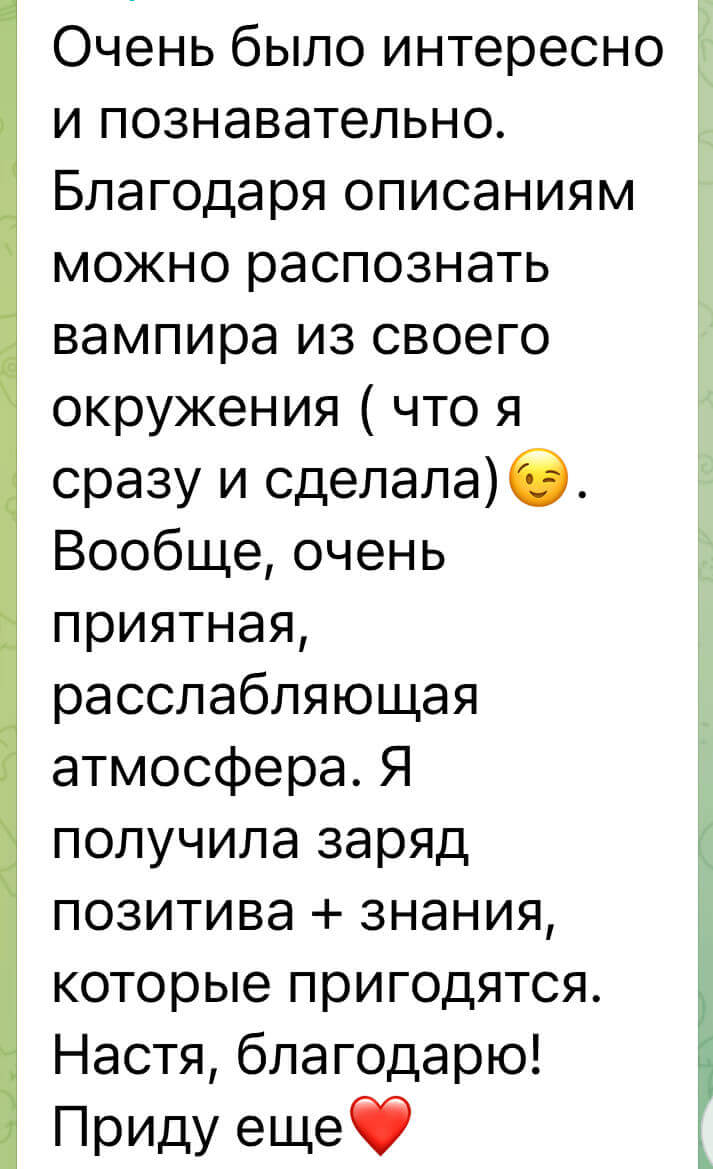 Очень было интересно
и познавательно.
Благодаря описаниям
можно распознать
вампира из своего
окружения ( что я
сразу и сделала)😉.
Вообще, очень
приятная,
расслабляющая
атмосфера. Я
получила заряд
позитива + знания,
которые пригодятся.
Настя, благодарю!
Приду еще❤️